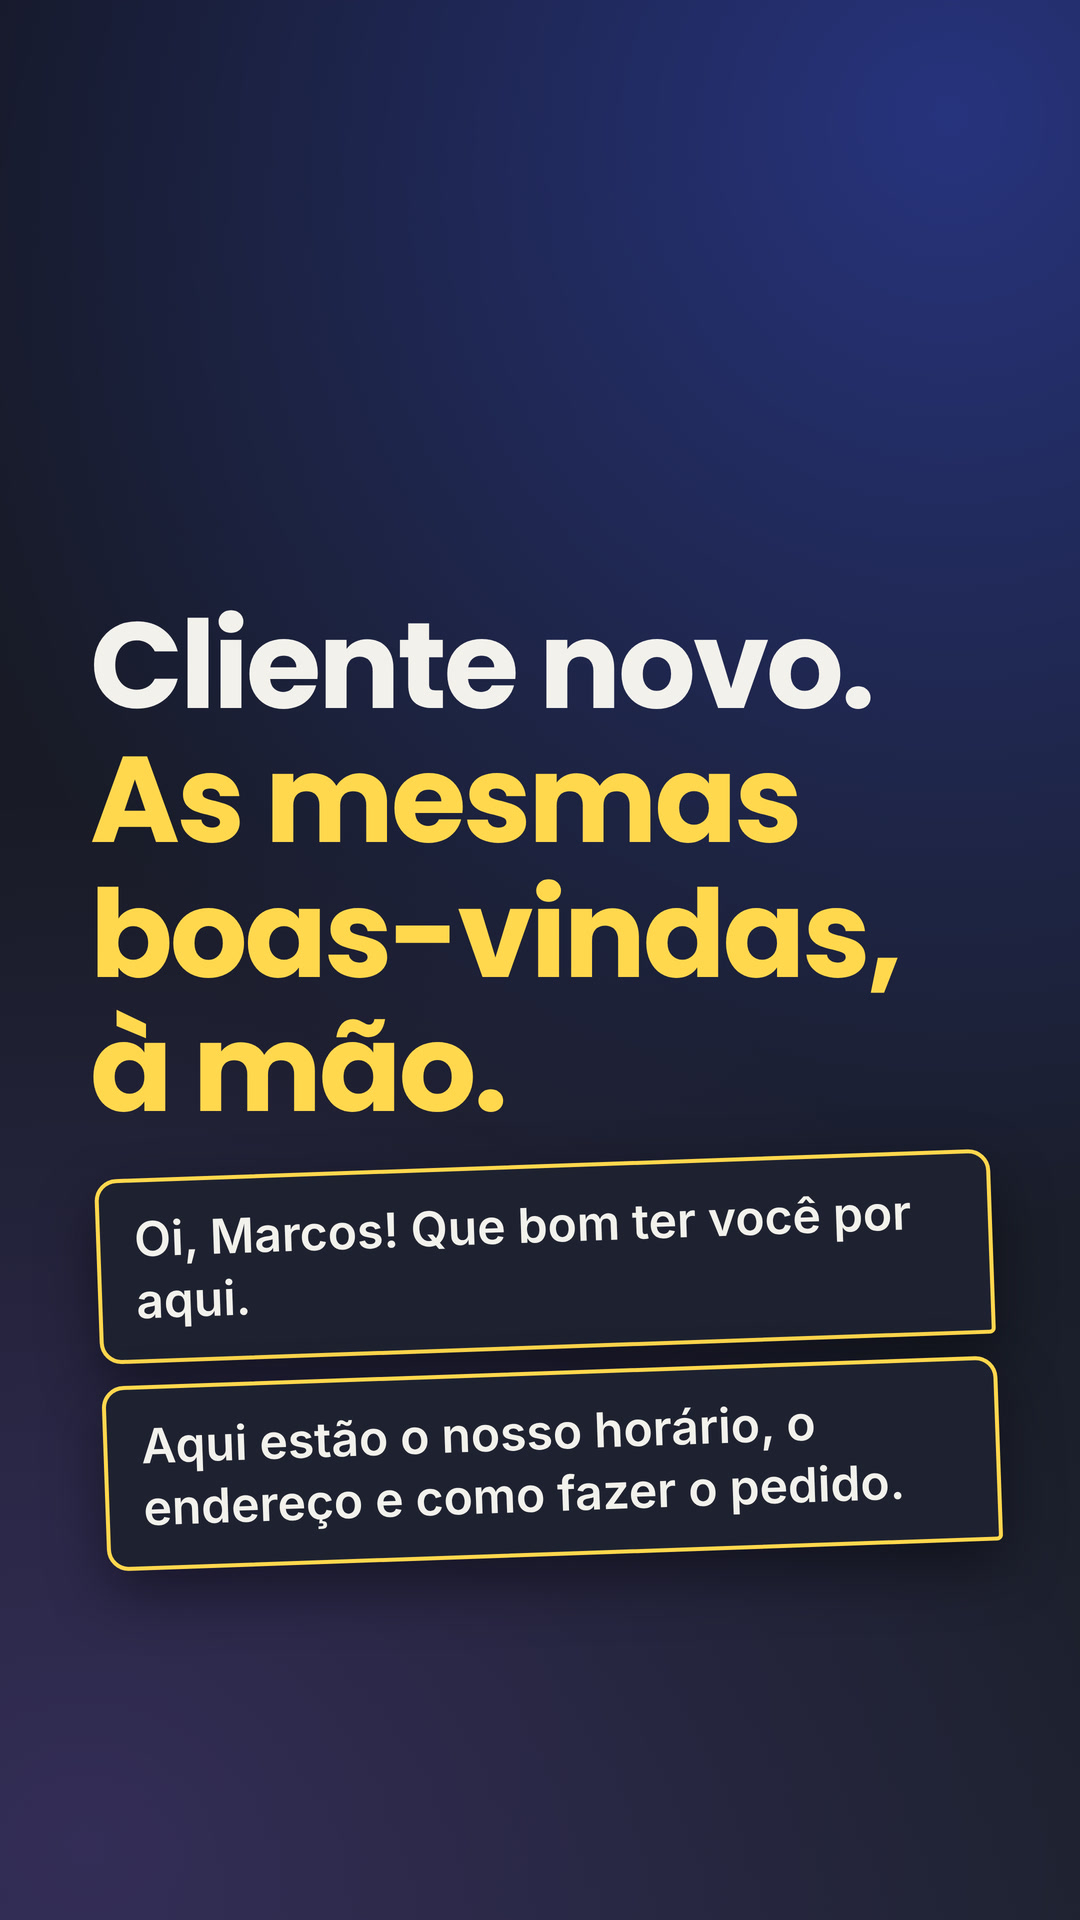 Cliente novo.
As mesmas
boas-vindas,
à mão.
Oi, Marcos! Que bom ter você por
aqui.
Aqui estão o nosso horário, o
endereço e como fazer o pedido.